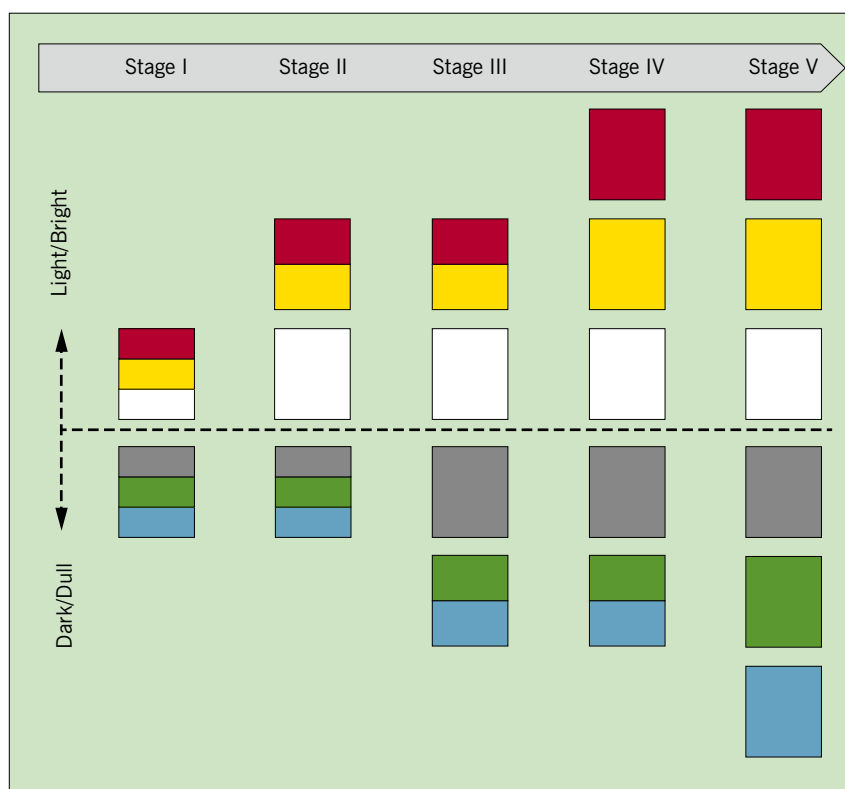 Stage I
Stage II
Stage III
Stage IV
Stage V
Light/Bright
Dark/Dull